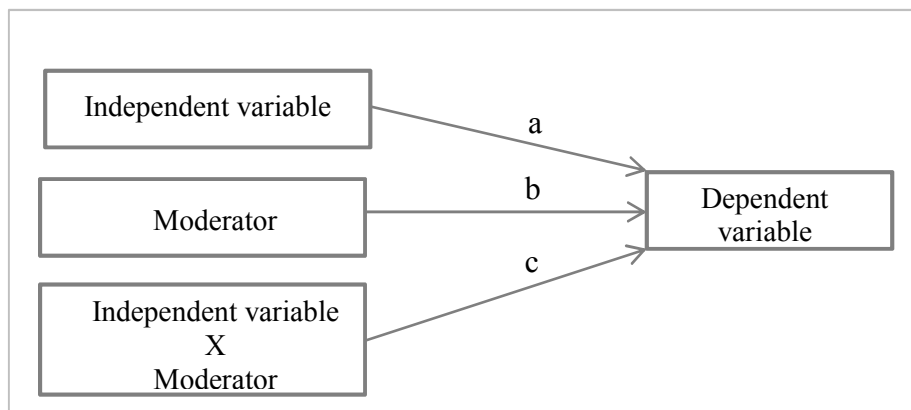 Independent variable
a
Moderator
b
Dependent
variable
c
Independent variable
X
Moderator